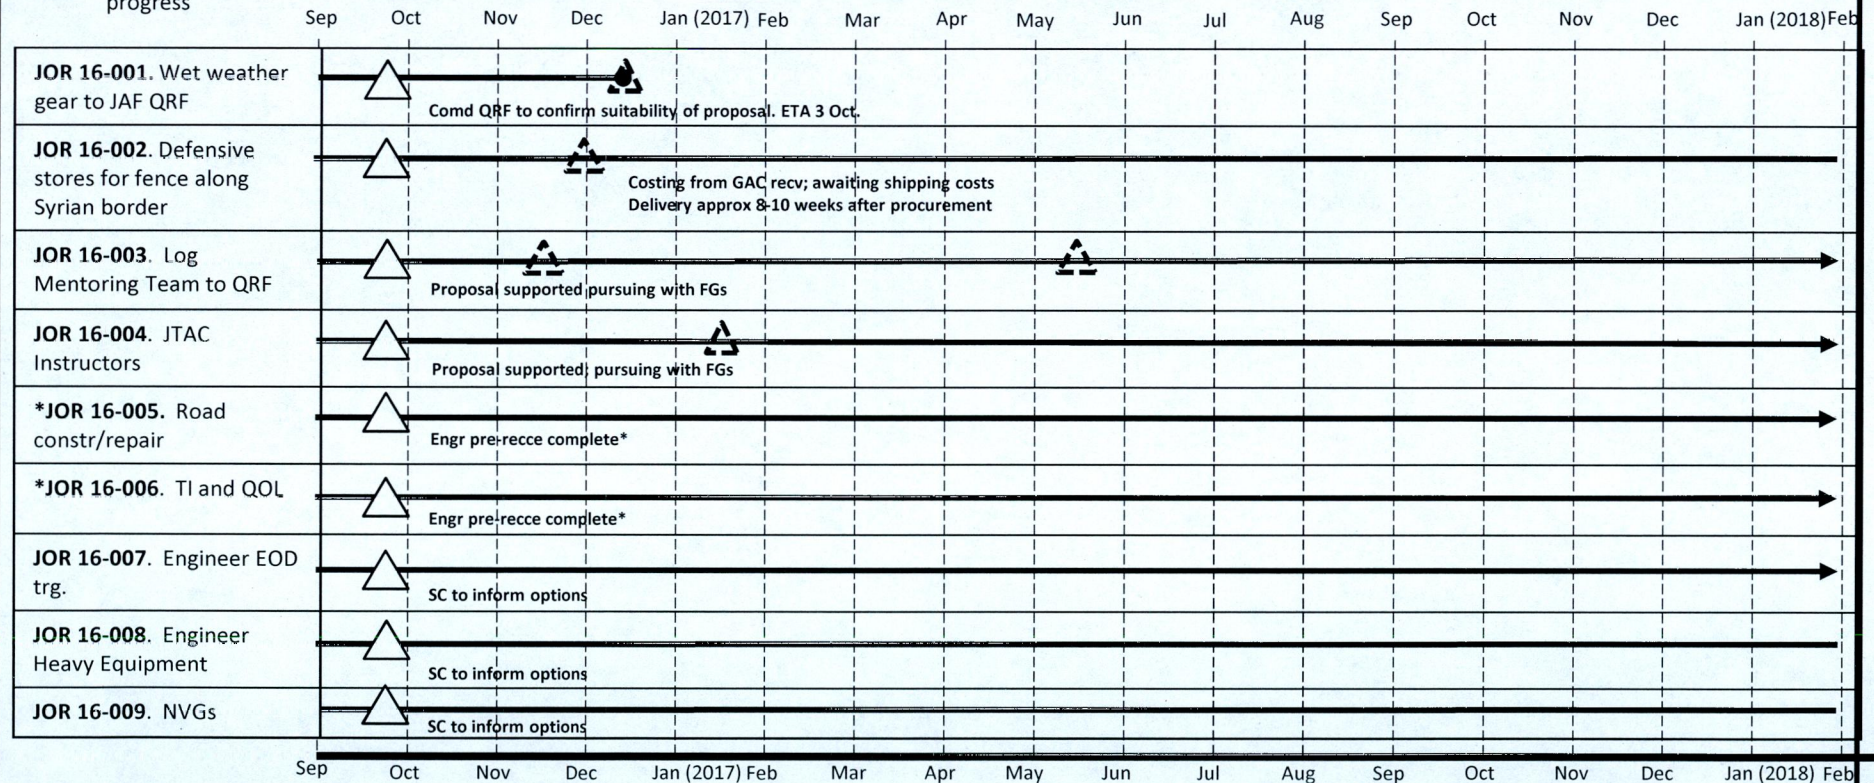 progress
Sep Oct Nov Dec Jan (2017) Feb Mar Apr May Jun Jul Aug Sep Oct Nov Dec Jan (2018) Feb
JOR 16-001. Wet weather
gear to JAF QRF
Comd QRF to confirm suitability of proposal. ETA 3 Oct.
JOR 16-002. Defensive
stores for fence along
Syrian border
Costing from GAC recv; awaiting shipping costs
Delivery approx 8-10 weeks after procurement
JOR 16-003. Log
Mentoring Team to QRF
Proposal supported pursuing with FGs
JOR 16-004. JTAC
Instructors
Proposal supported; pursuing with FGs
*JOR 16-005. Road
constr/repair
Engr pre-recce complete*
*JOR 16-006. TI and QOL
Engr pre-recce complete*
JOR 16-007. Engineer EOD
trg.
SC to inform options
JOR 16-008. Engineer
Heavy Equipment
SC to inform options
JOR 16-009. NVGs
SC to inform options
Sep Oct Nov Dec Jan (2017) Feb Mar Apr May Jun Jul Aug Sep Oct Nov Dec Jan (2018) Feb